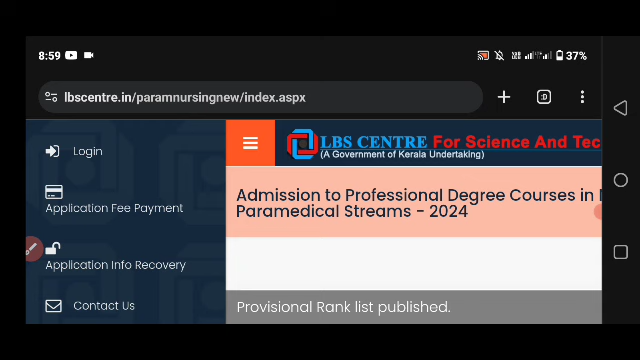 8:59
37%
lbscentre.in/paramnursingnew/index.aspx
:D
Login
LBS CENTRE For Science And Tec
(A Government of Kerala Undertaking)
Application Fee Payment
Admission to Professional Degree Courses in
Paramedical Streams - 2024
Application Info Recovery
Contact Us
Provisional Rank list published.